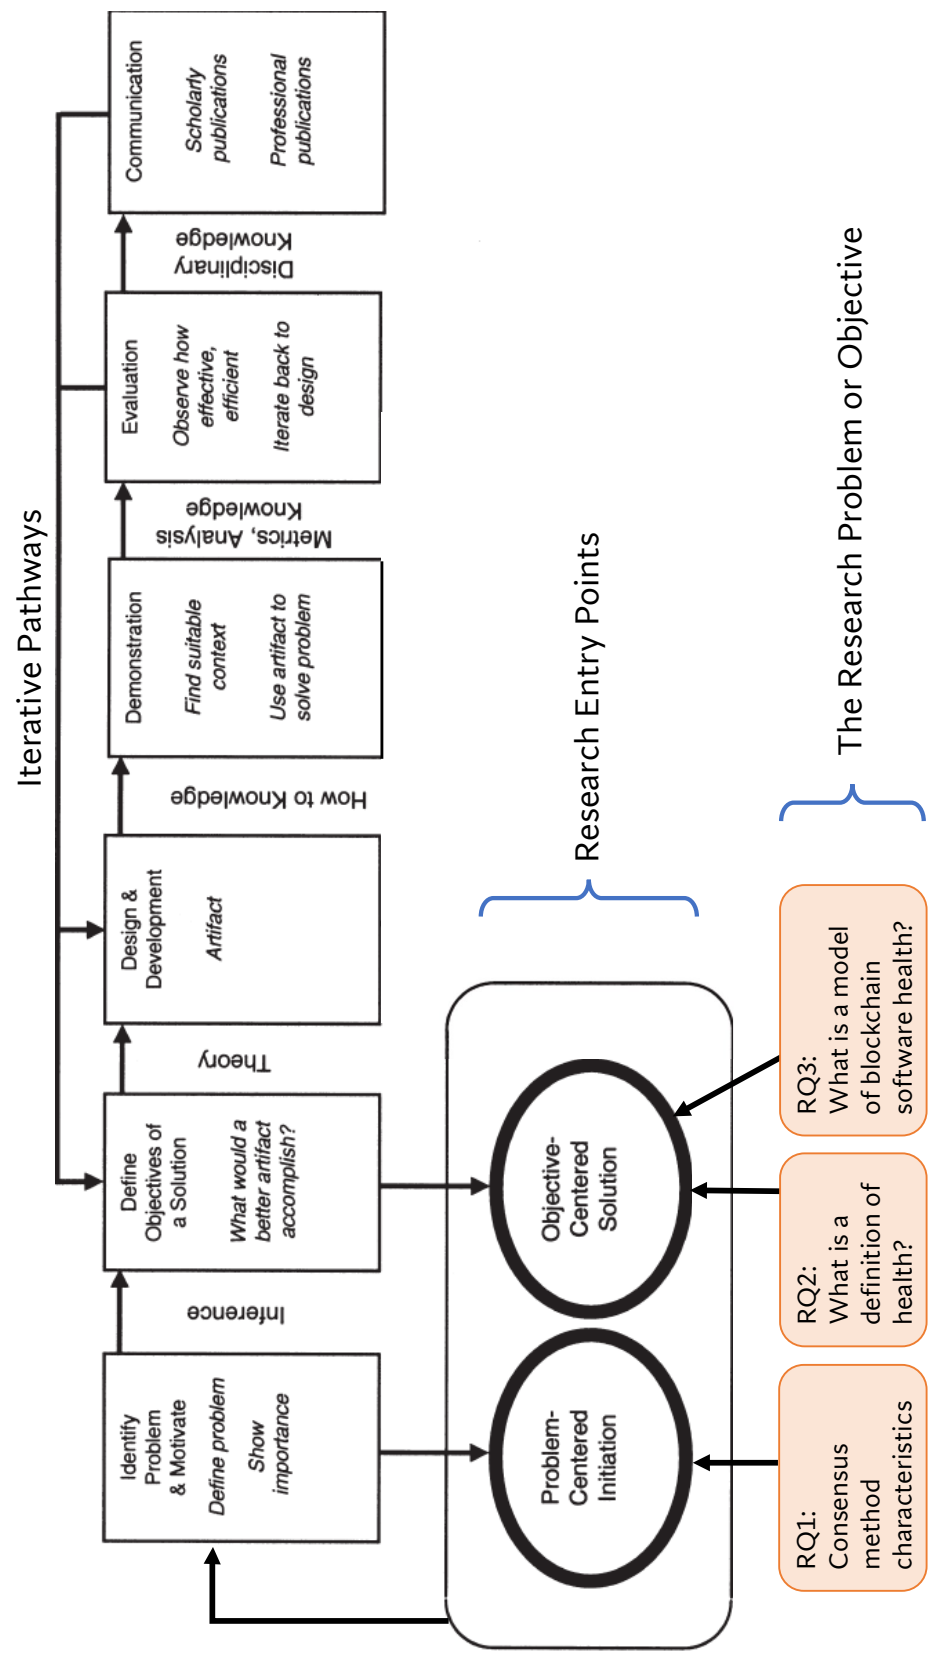 Iterative Pathways
Identify
Problem
& Motivate
Define problem
Show
importance
Inference
Define
Objectives of
a Solution
What would a
better artifact
accomplish?
Theory
Design &
Development
Artifact
How to Knowledge
Demonstration
Find suitable
context
Use artifact to
solve problem
Metrics, Analysis
Knowledge
Evaluation
Observe how
effective,
efficient
Iterate back to
design
Disciplinary
Knowledge
Communication
Scholarly
publications
Professional
publications
Problem-
Centered
Initiation
Objective-
Centered
Solution
Research Entry Points
RQ1:
Consensus
method
characteristics
RQ2:
What is a
definition of
health?
RQ3:
What is a model
of blockchain
software health?
The Research Problem or Objective